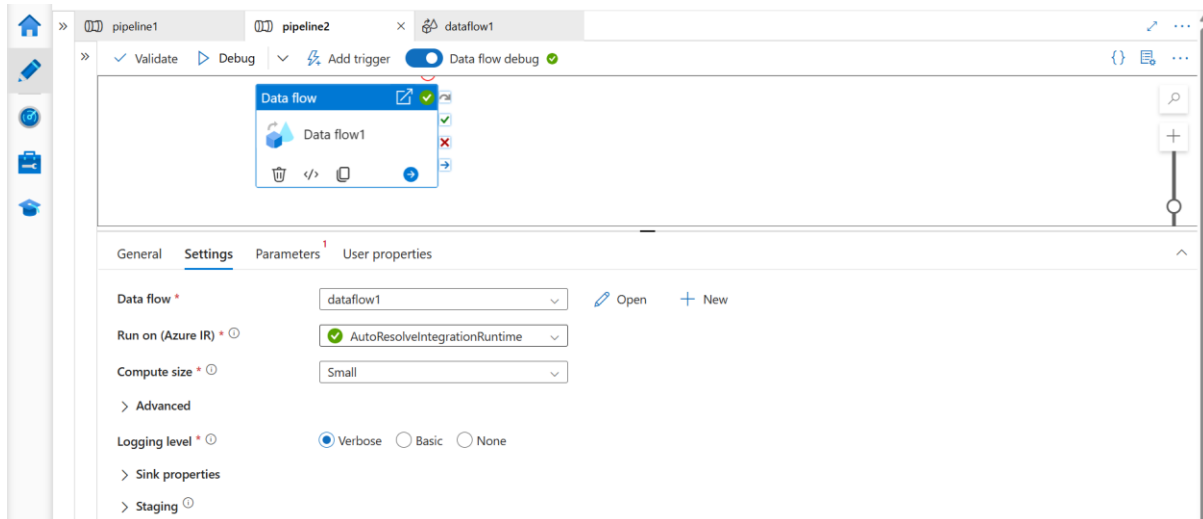 pipeline1 pipeline2 dataflow1
Validate Debug Add trigger Data flow debug {}
Data flow
Data flow1
</>
General Settings Parameters 1 User properties
Data flow * dataflow1 Open New
Run on (Azure IR) * AutoResolveIntegrationRuntime
Compute size * Small
Advanced
Logging level * Verbose Basic None
Sink properties
Staging